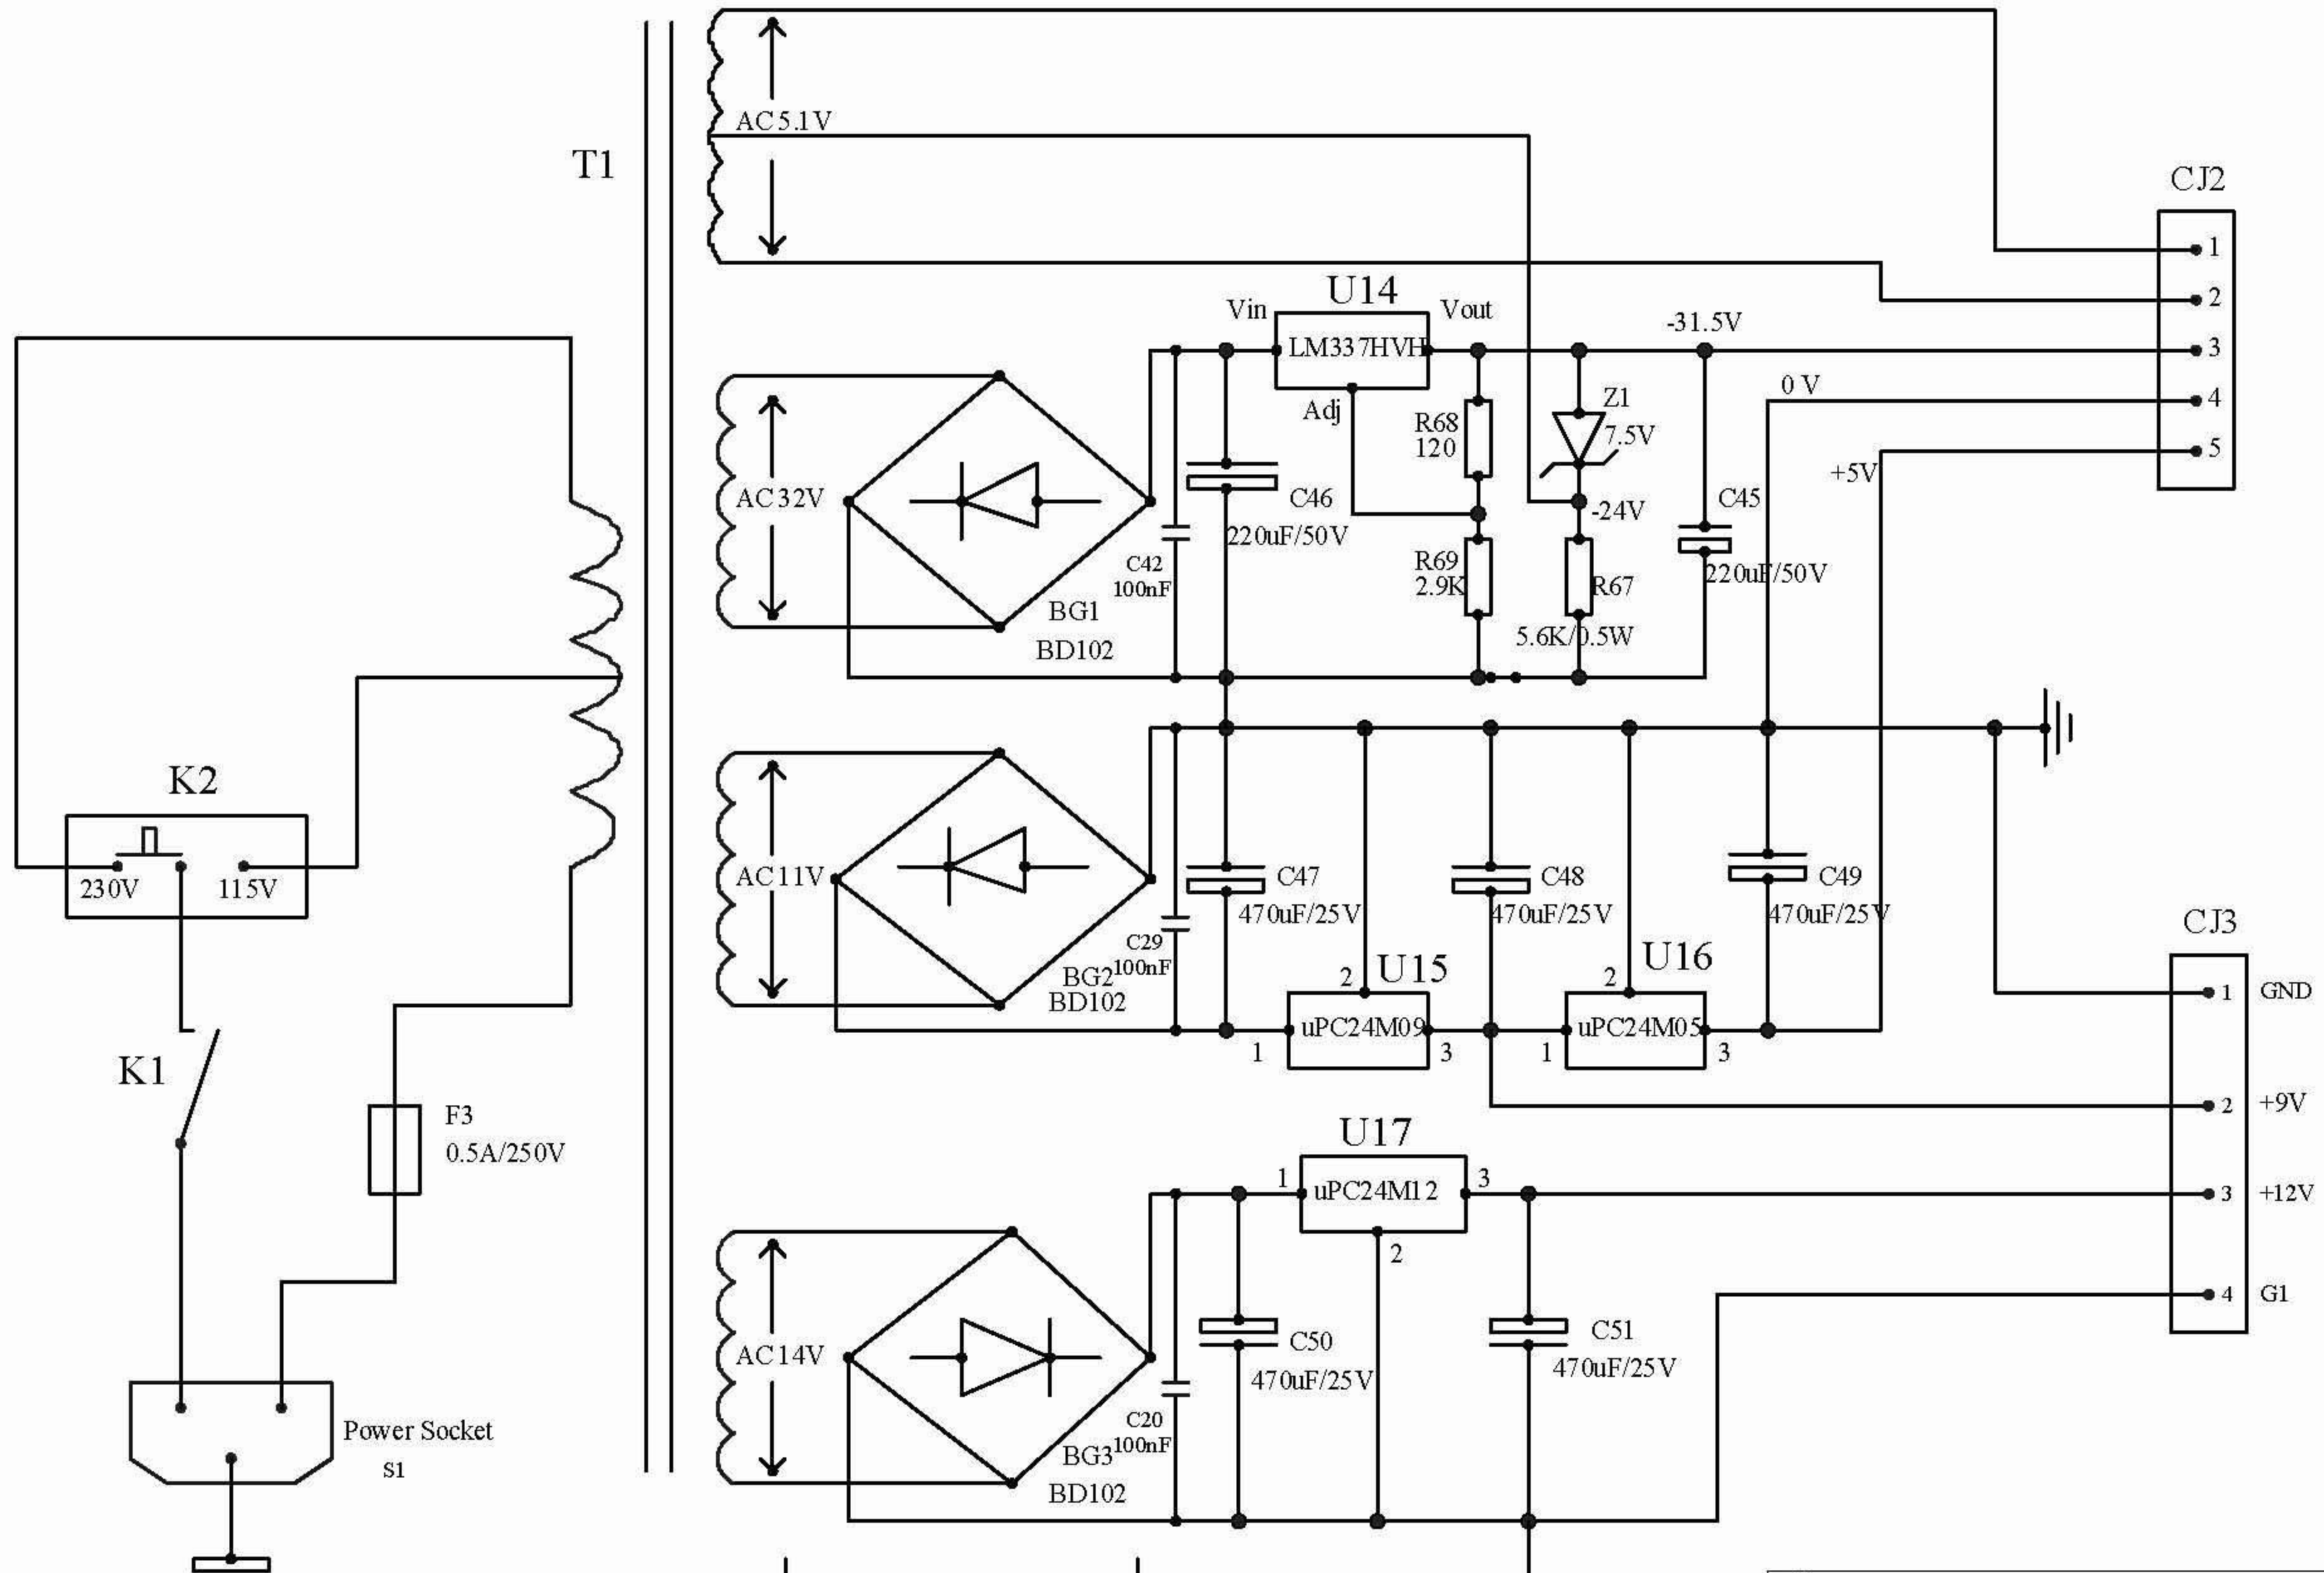 AC5.1V
T1
CJ2
1
2
3
4
5
U14
Vin
Vout
LM337HVH
Adj
-31.5V
0 V
+5V
AC32V
BG1
BD102
C42
100nF
C46
220uF/50V
R68
120
R69
2.9K
Z1
7.5V
-24V
R67
5.6K/0.5W
C45
220uF/50V
K2
230V
115V
K1
F3
0.5A/250V
Power Socket
S1
AC11V
BG2
BD102
C29
100nF
C47
470uF/25V
2
U15
uPC24M09
1
3
C48
470uF/25V
2
U16
uPC24M05
1
3
C49
470uF/25V
CJ3
1 GND
2 +9V
3 +12V
4 G1
U17
1
uPC24M12
3
2
AC14V
BG3
BD102
C20
100nF
C50
470uF/25V
C51
470uF/25V